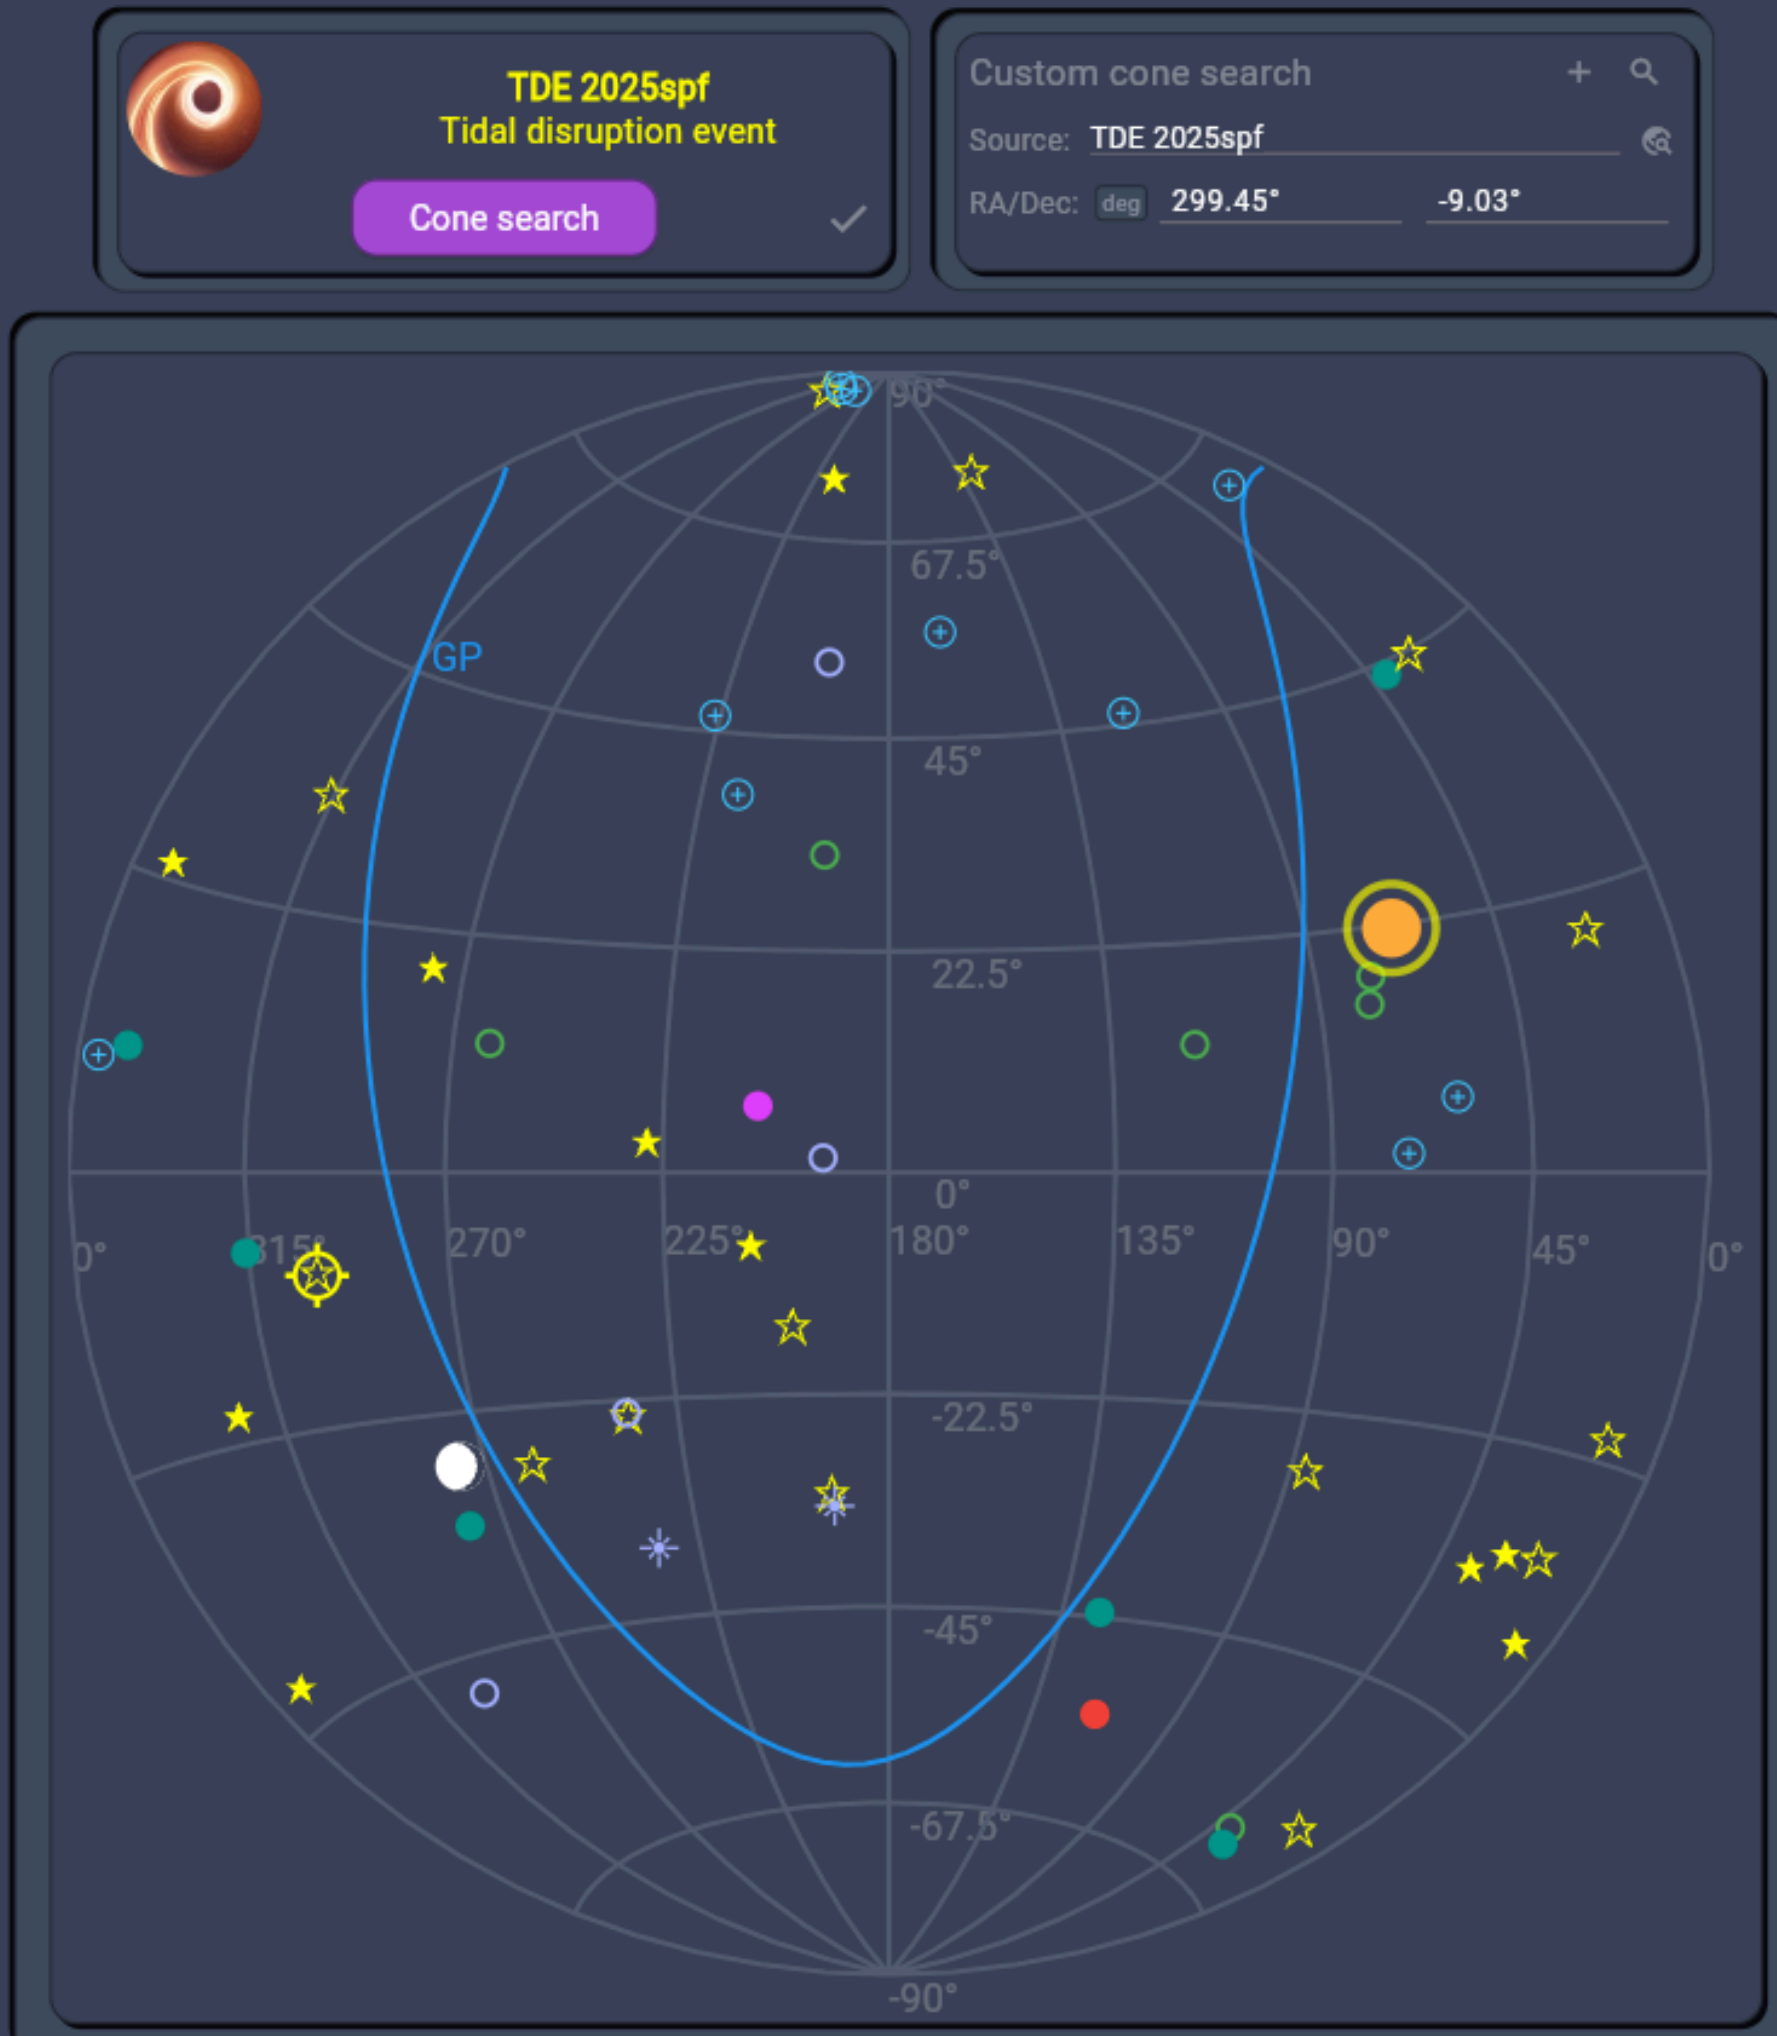 TDE 2025spf
Tidal disruption event
Cone search
Custom cone search
Source: TDE 2025spf
RA/Dec: deg 299.45° -9.03°
90°
67.5°
GP
45°
22.5°
0°
0° 315° 270° 225° 180° 135° 90° 45° 0°
-22.5°
-45°
-67.5°
-90°